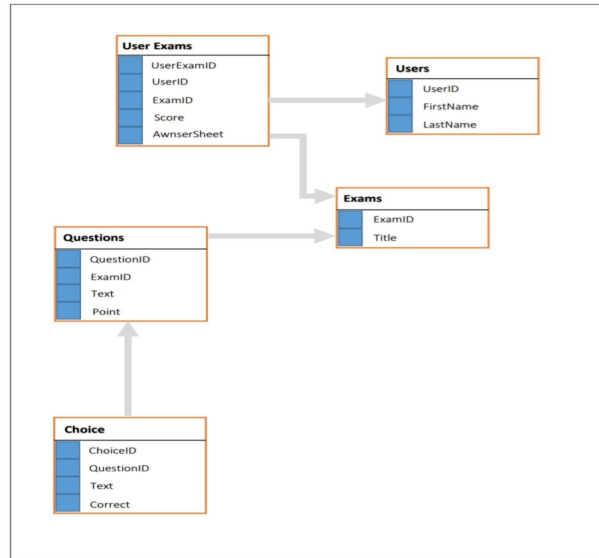 User Exams
UserExamID
UserID
ExamID
Score
AwnserSheet
Users
UserID
FirstName
LastName
Exams
ExamID
Title
Questions
QuestionID
ExamID
Text
Point
Choice
ChoiceID
QuestionID
Text
Correct